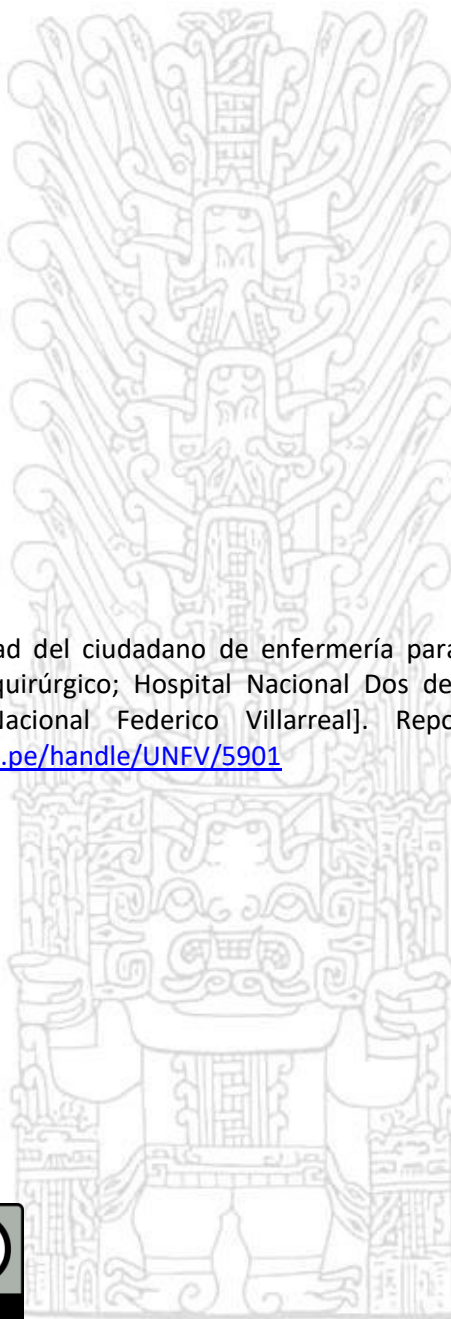 ad del ciudadano de enfermería para
quirúrgico; Hospital Nacional Dos de
Nacional Federico Villarreal]. Repo
.pe/handle/UNFV/5901